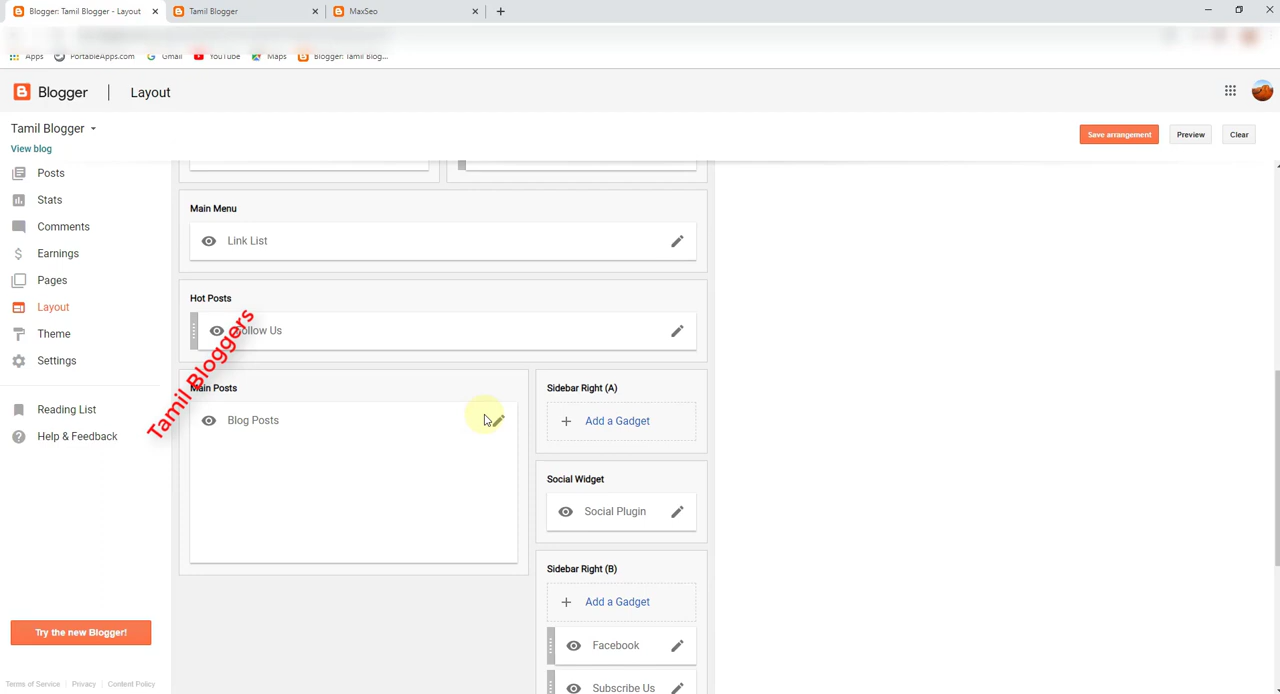 Blogger: Tamil Blogger - Layout
Tamil Blogger
MaxSeo
Apps
PortableApps.com
Gmail
YouTube
Maps
Blogger: Tamil Blog...
Blogger
Layout
Tamil Blogger
View blog
Save arrangement
Preview
Clear
Posts
Stats
Comments
Earnings
Pages
Layout
Theme
Settings
Reading List
Help & Feedback
Try the new Blogger!
Terms of Service | Privacy | Content Policy
Main Menu
Link List
Hot Posts
Follow Us
Tamil Bloggers
Main Posts
Blog Posts
Sidebar Right (A)
Add a Gadget
Social Widget
Social Plugin
Sidebar Right (B)
Add a Gadget
Facebook
Subscribe Us